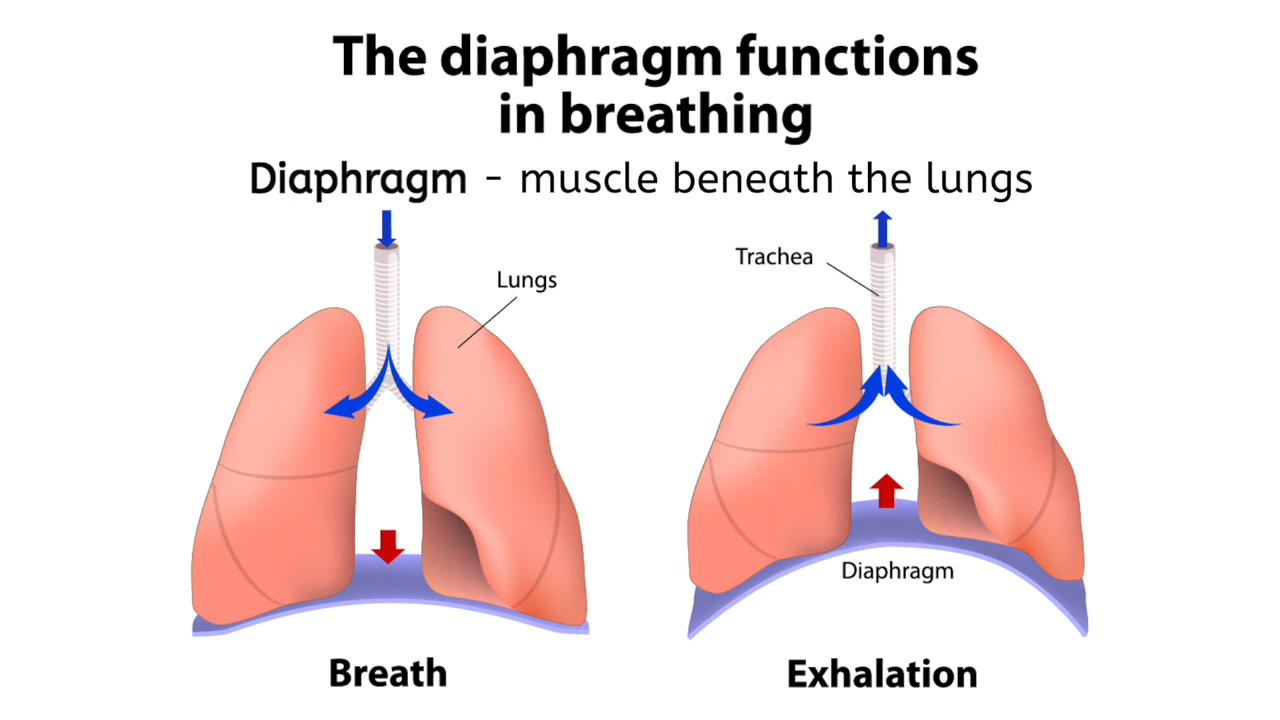 The diaphragm functions
in breathing
Diaphragm - muscle beneath the lungs
Trachea
Lungs
Diaphragm
Breath
Exhalation